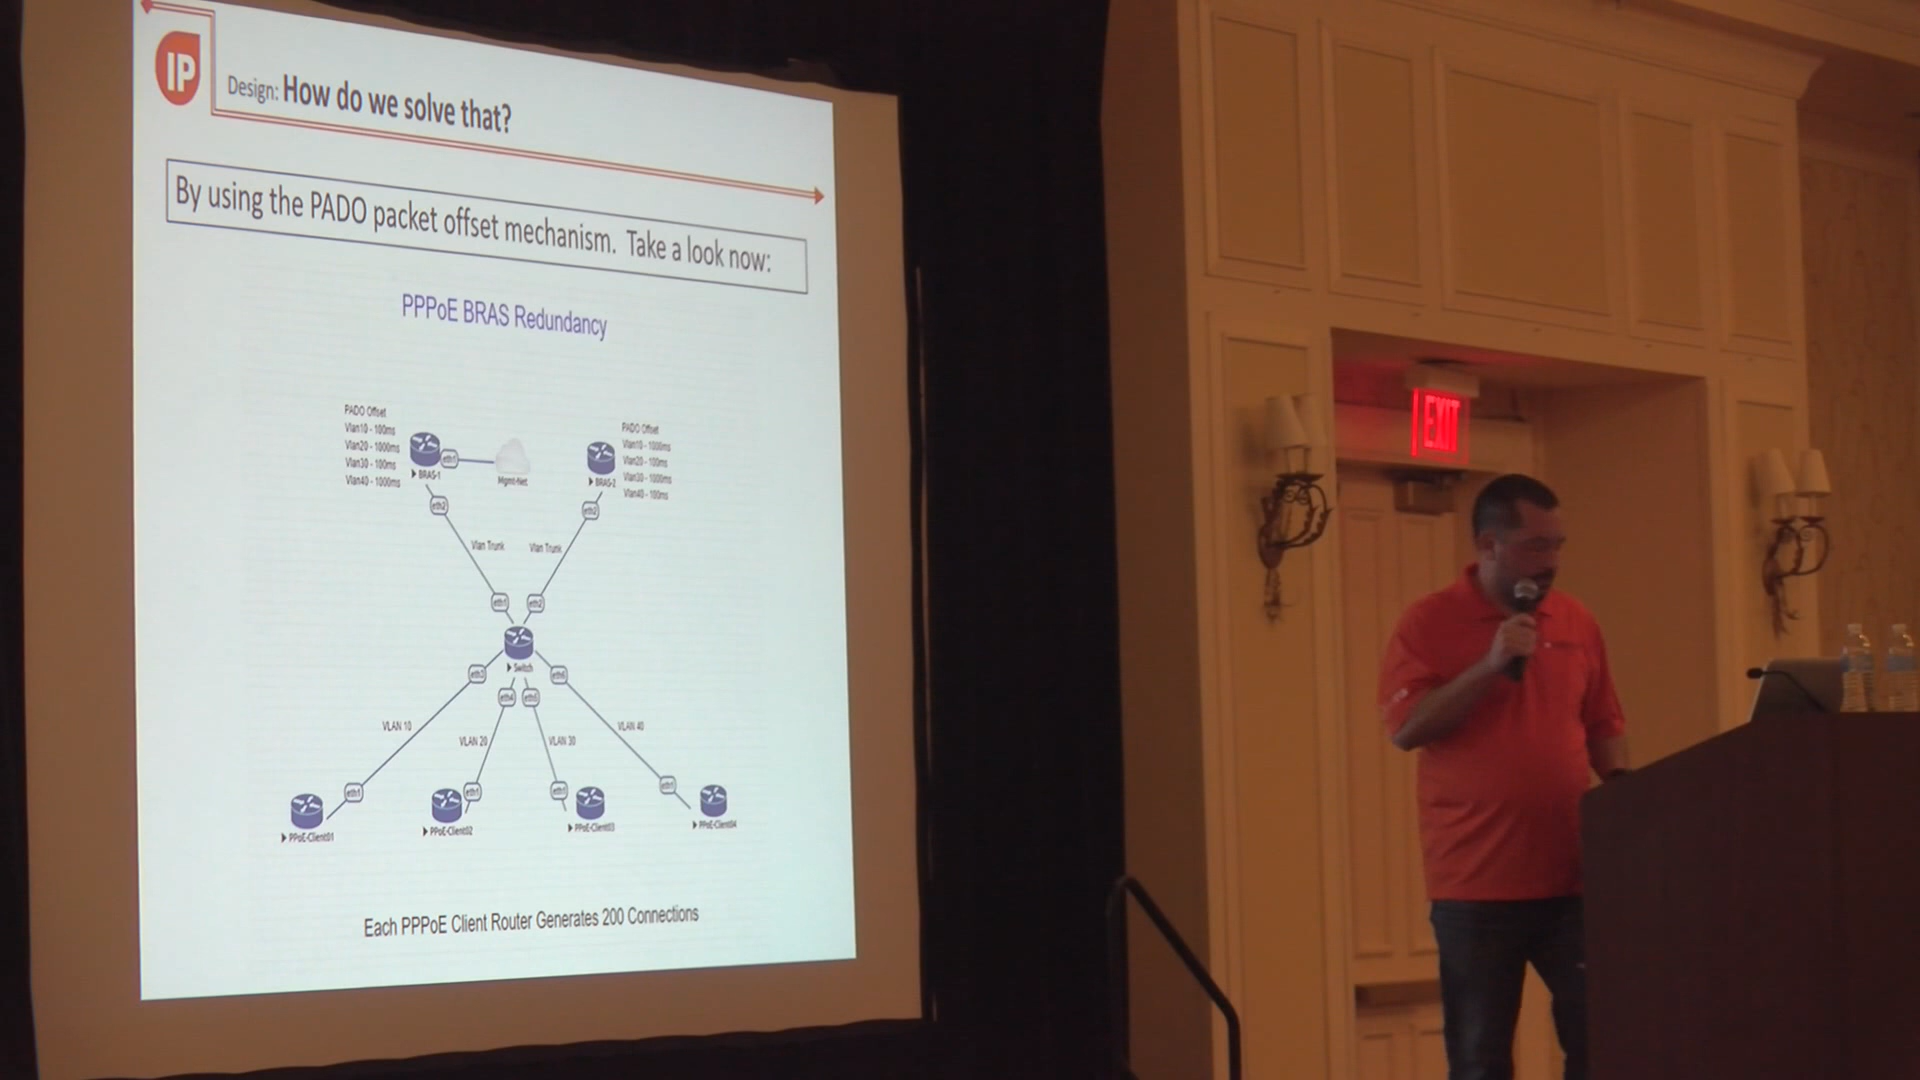 IP
Design: How do we solve that?
By using the PADO packet offset mechanism. Take a look now:
PPPoE BRAS Redundancy
PADO Offset
Vlan10 - 100ms
Vlan20 - 1000ms
Vlan30 - 100ms
Vlan40 - 1000ms
BRAS-1
eth1
Mgmt-Net
PADO Offset
Vlan10 - 1000ms
Vlan20 - 100ms
Vlan30 - 1000ms
Vlan40 - 100ms
BRAS-2
eth2
eth2
Vlan Trunk
Vlan Trunk
eth1
eth2
Switch
eth3
eth4
eth5
eth6
VLAN 10
VLAN 20
VLAN 30
VLAN 40
eth1
eth1
eth1
eth1
PPoE-Client01
PPoE-Client02
PPoE-Client03
PPoE-Client04
Each PPPoE Client Router Generates 200 Connections
EXIT